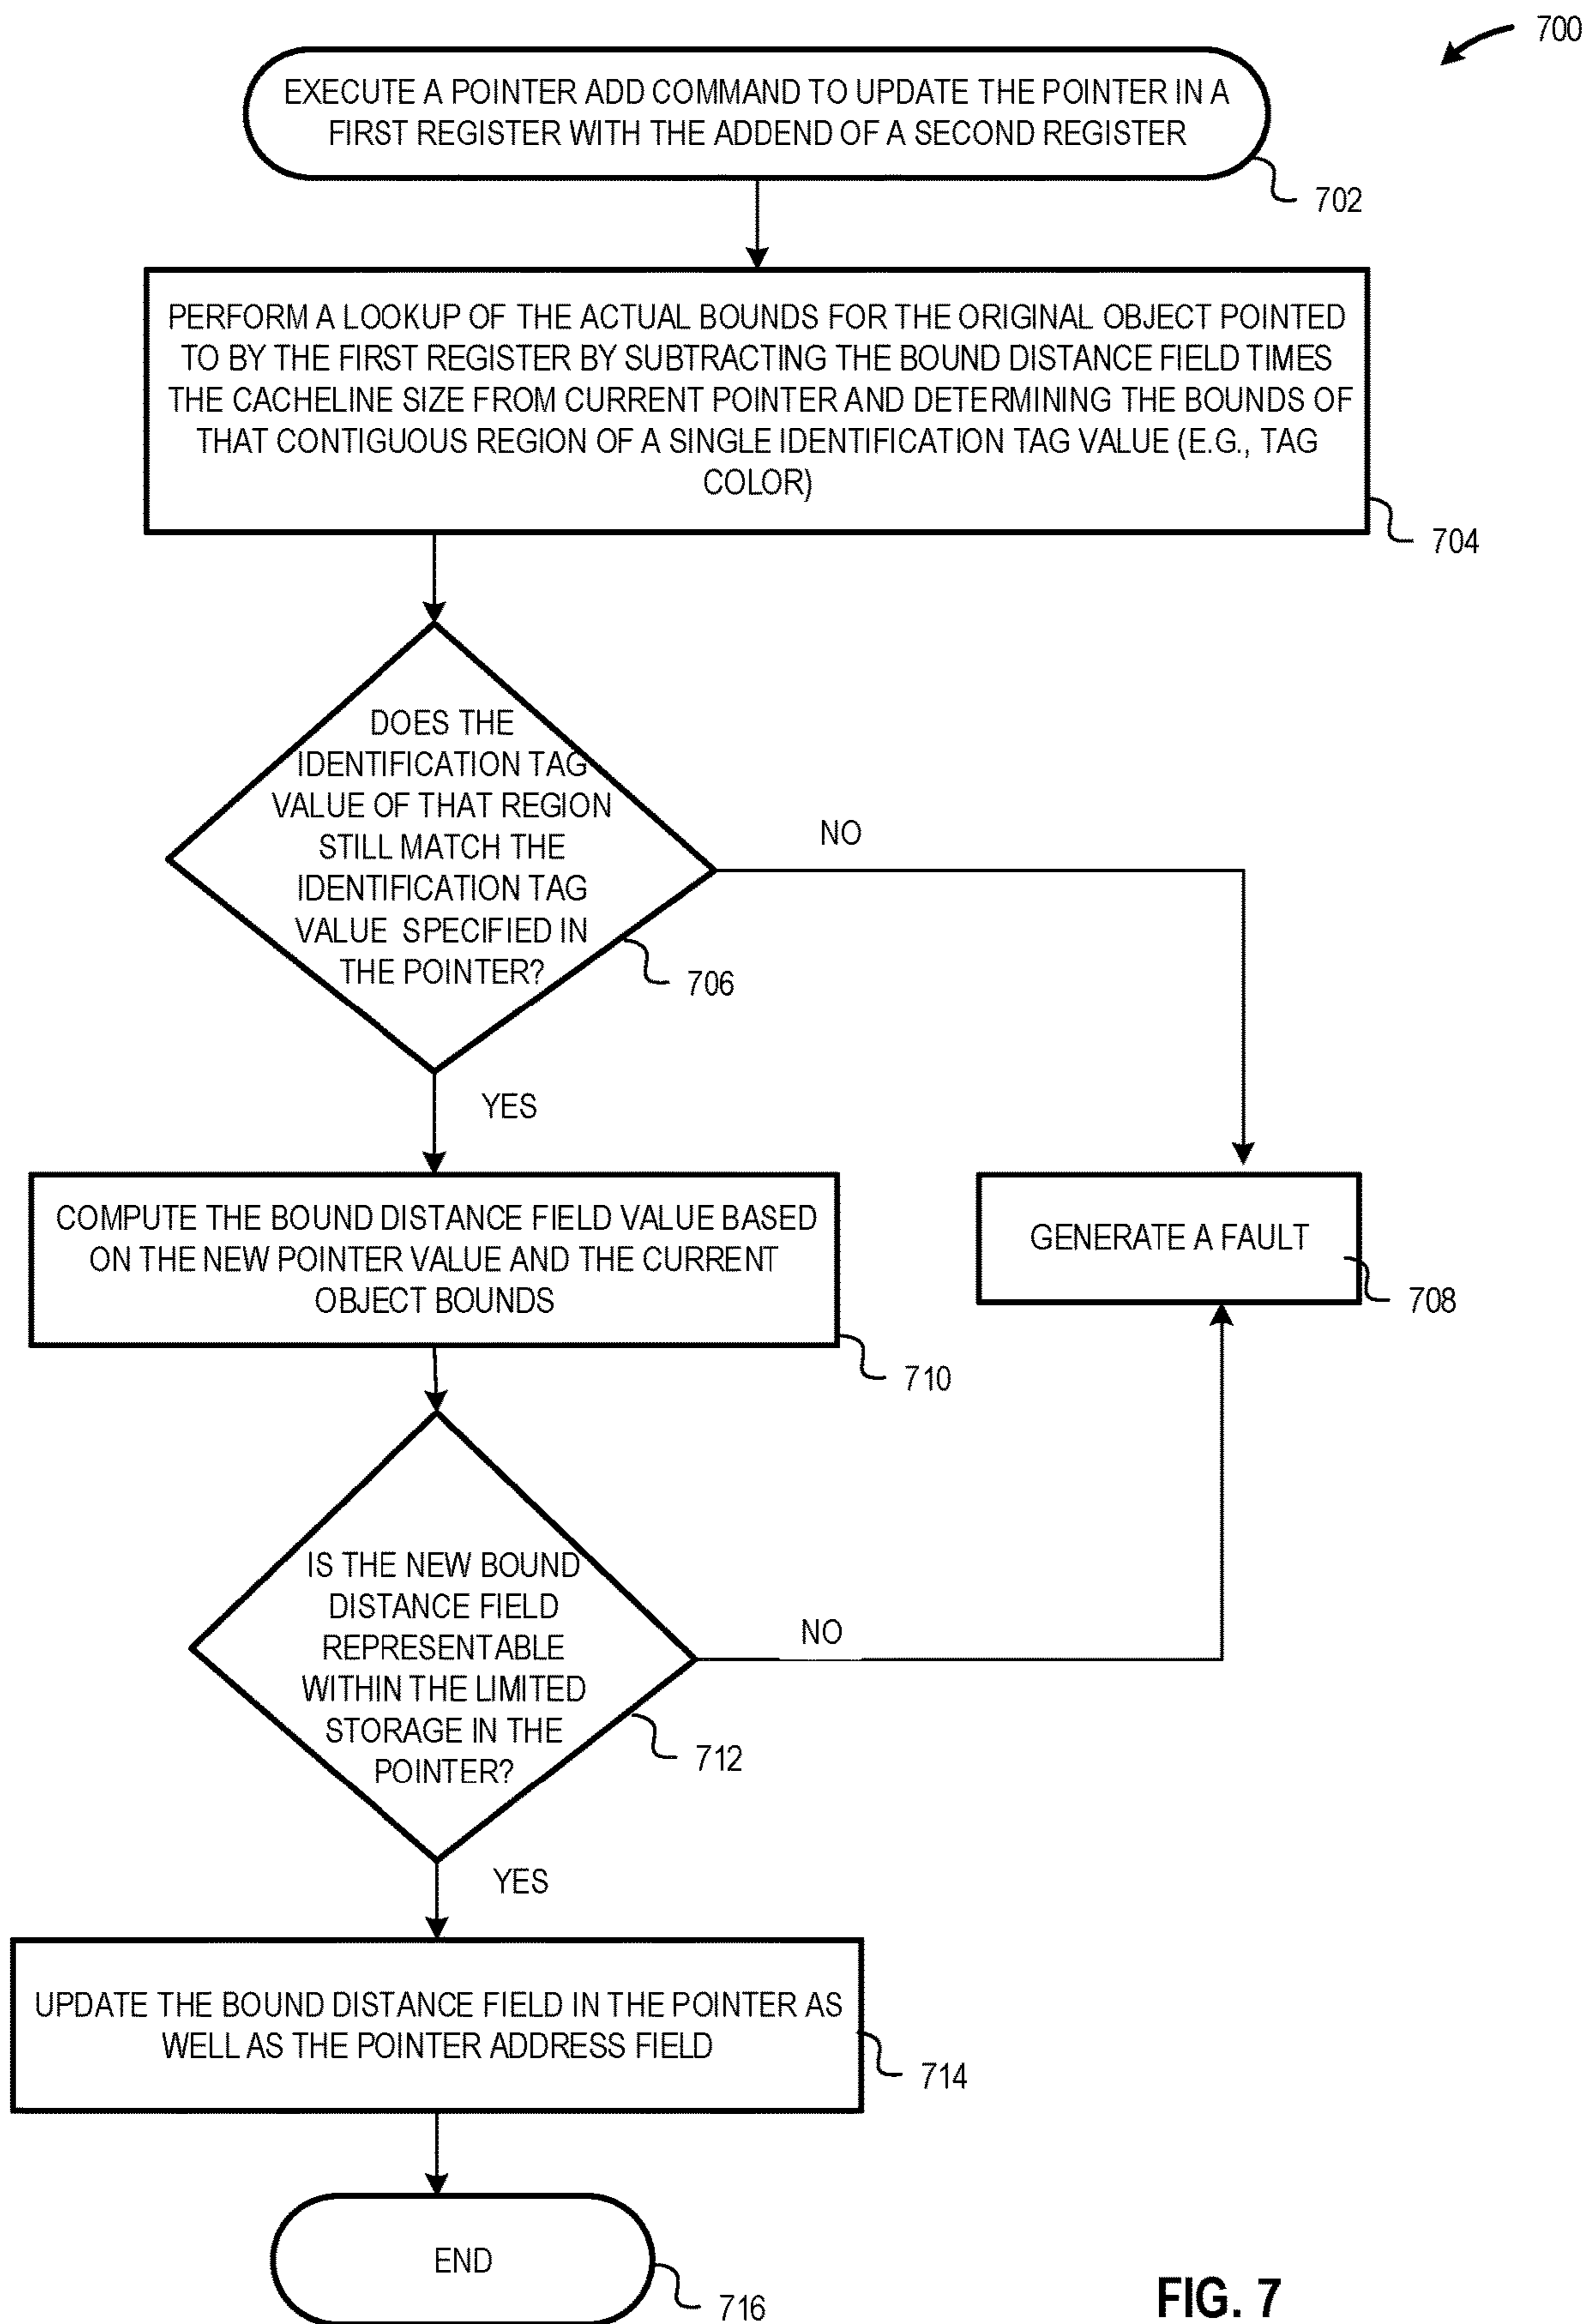 700
EXECUTE A POINTER ADD COMMAND TO UPDATE THE POINTER IN A
FIRST REGISTER WITH THE ADDEND OF A SECOND REGISTER
702
PERFORM A LOOKUP OF THE ACTUAL BOUNDS FOR THE ORIGINAL OBJECT POINTED
TO BY THE FIRST REGISTER BY SUBTRACTING THE BOUND DISTANCE FIELD TIMES
THE CACHELINE SIZE FROM CURRENT POINTER AND DETERMINING THE BOUNDS OF
THAT CONTIGUOUS REGION OF A SINGLE IDENTIFICATION TAG VALUE (E.G., TAG
COLOR)
704
DOES THE
IDENTIFICATION TAG
VALUE OF THAT REGION
STILL MATCH THE
IDENTIFICATION TAG
VALUE SPECIFIED IN
THE POINTER?
706
NO
YES
COMPUTE THE BOUND DISTANCE FIELD VALUE BASED
ON THE NEW POINTER VALUE AND THE CURRENT
OBJECT BOUNDS
710
GENERATE A FAULT
708
IS THE NEW BOUND
DISTANCE FIELD
REPRESENTABLE
WITHIN THE LIMITED
STORAGE IN THE
POINTER?
712
NO
YES
UPDATE THE BOUND DISTANCE FIELD IN THE POINTER AS
WELL AS THE POINTER ADDRESS FIELD
714
END
716
FIG. 7